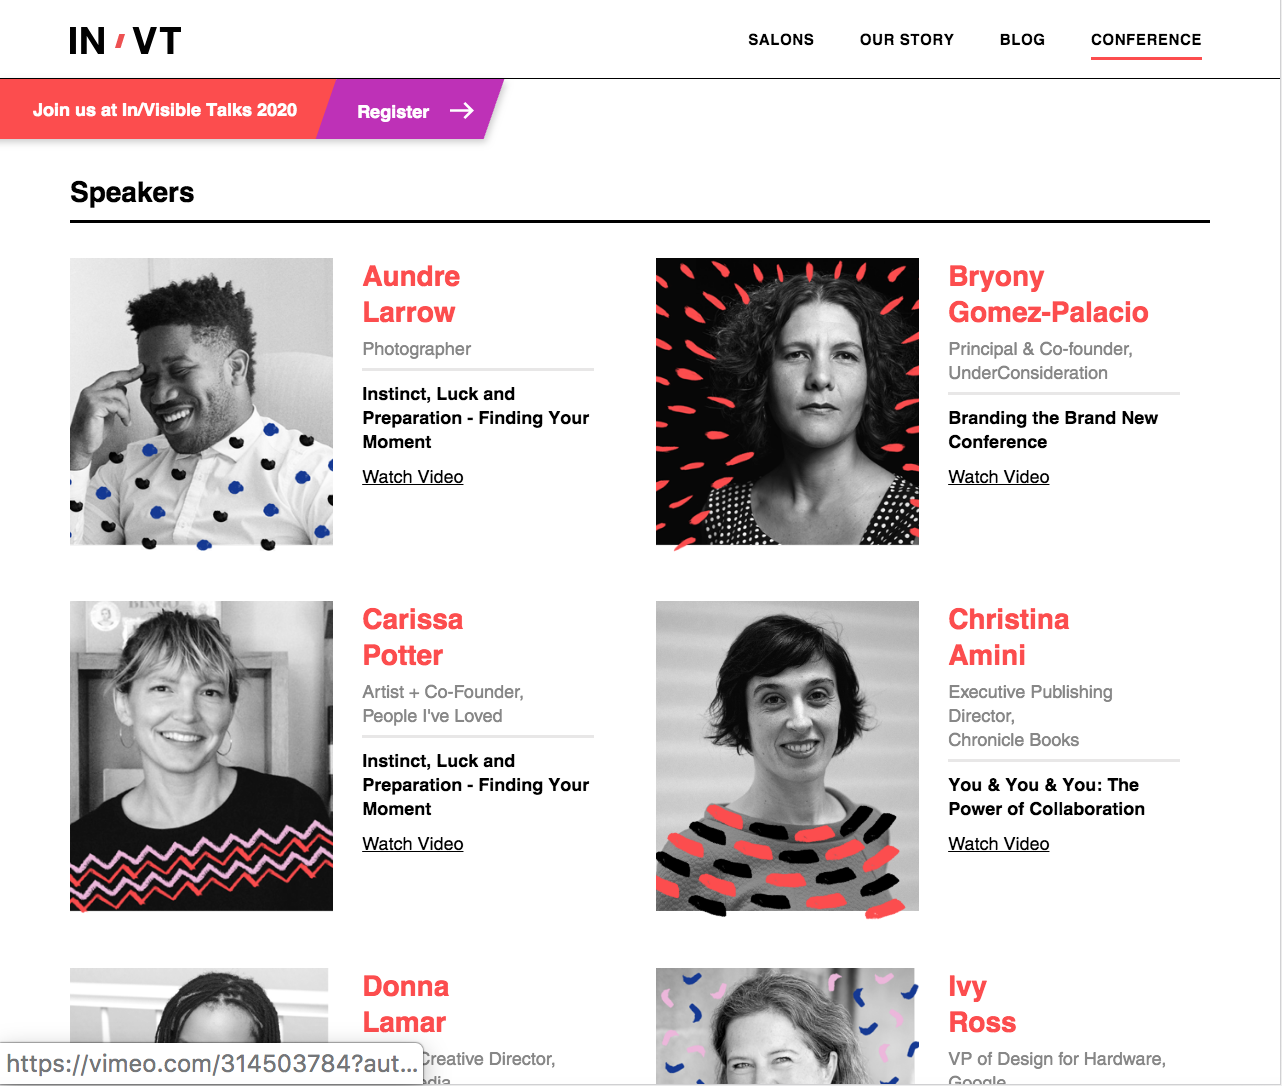 IN/VT
SALONS
OUR STORY
BLOG
CONFERENCE
Join us at In/Visible Talks 2020
Register
Speakers
Aundre
Larrow
Photographer
Instinct, Luck and
Preparation - Finding Your
Moment
Watch Video
Bryony
Gomez-Palacio
Principal & Co-founder,
UnderConsideration
Branding the Brand New
Conference
Watch Video
Carissa
Potter
Artist + Co-Founder,
People I've Loved
Instinct, Luck and
Preparation - Finding Your
Moment
Watch Video
Christina
Amini
Executive Publishing
Director,
Chronicle Books
You & You & You: The
Power of Collaboration
Watch Video
Donna
Lamar
Creative Director,
Ivy
Ross
VP of Design for Hardware,
Google
https://vimeo.com/314503784?aut...